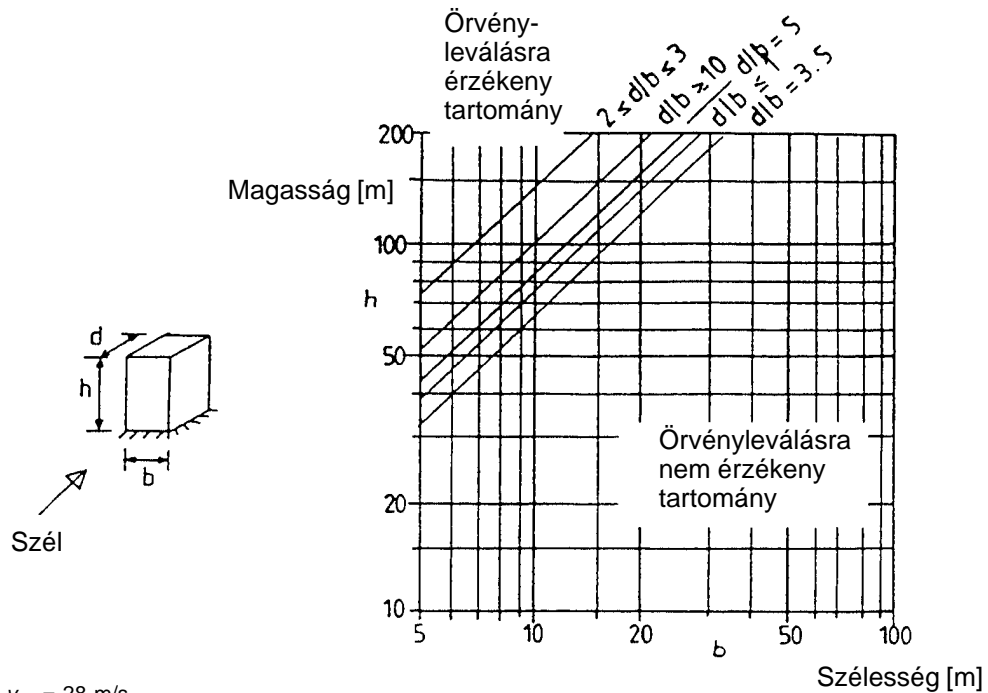 Örvény-
leválásra
érzékeny
tartomány
2 ≤ d/b ≤ 3
d/b ≥ 10
d/b = 5
d/b ≤ 1
d/b = 3.5
Magasság [m]
200
100
50
20
10
h
5
10
20
50
100
b
Szélesség [m]
Örvényleválásra
nem érzékeny
tartomány
d
h
b
Szél
= 28 m/s